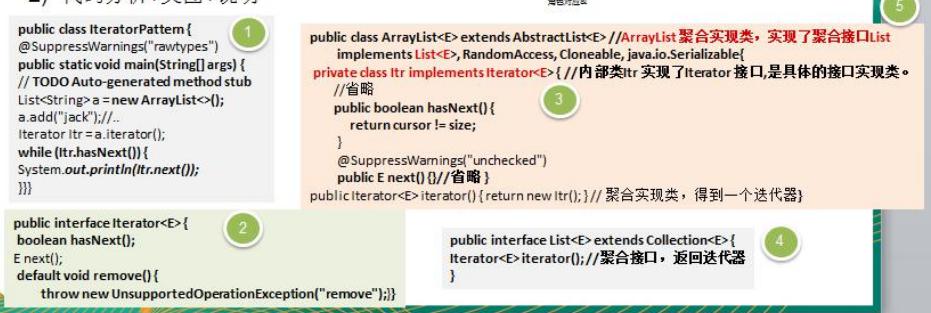 2) 代码分析+类图+说明
角色对应类
5
1
public class IteratorPattern {
@SuppressWarnings("rawtypes")
public static void main(String[] args) {
// TODO Auto-generated method stub
List<String> a = new ArrayList<>();
a.add("jack");//..
Iterator Itr = a.iterator();
while (Itr.hasNext()) {
System.out.println(Itr.next());
}}}
2
public interface Iterator<E> {
boolean hasNext();
E next();
default void remove() {
throw new UnsupportedOperationException("remove");}}
3
public class ArrayList<E> extends AbstractList<E> //ArrayList 聚合实现类，实现了聚合接口List
implements List<E>, RandomAccess, Cloneable, java.io.Serializable{
private class Itr implements Iterator<E> { //内部类Itr 实现了Iterator 接口,是具体的接口实现类。
//省略
public boolean hasNext() {
return cursor != size;
}
@SuppressWarnings("unchecked")
public E next() {}//省略 }
public Iterator<E> iterator() { return new Itr(); } // 聚合实现类，得到一个迭代器}
4
public interface List<E> extends Collection<E> {
Iterator<E> iterator(); //聚合接口，返回迭代器
}